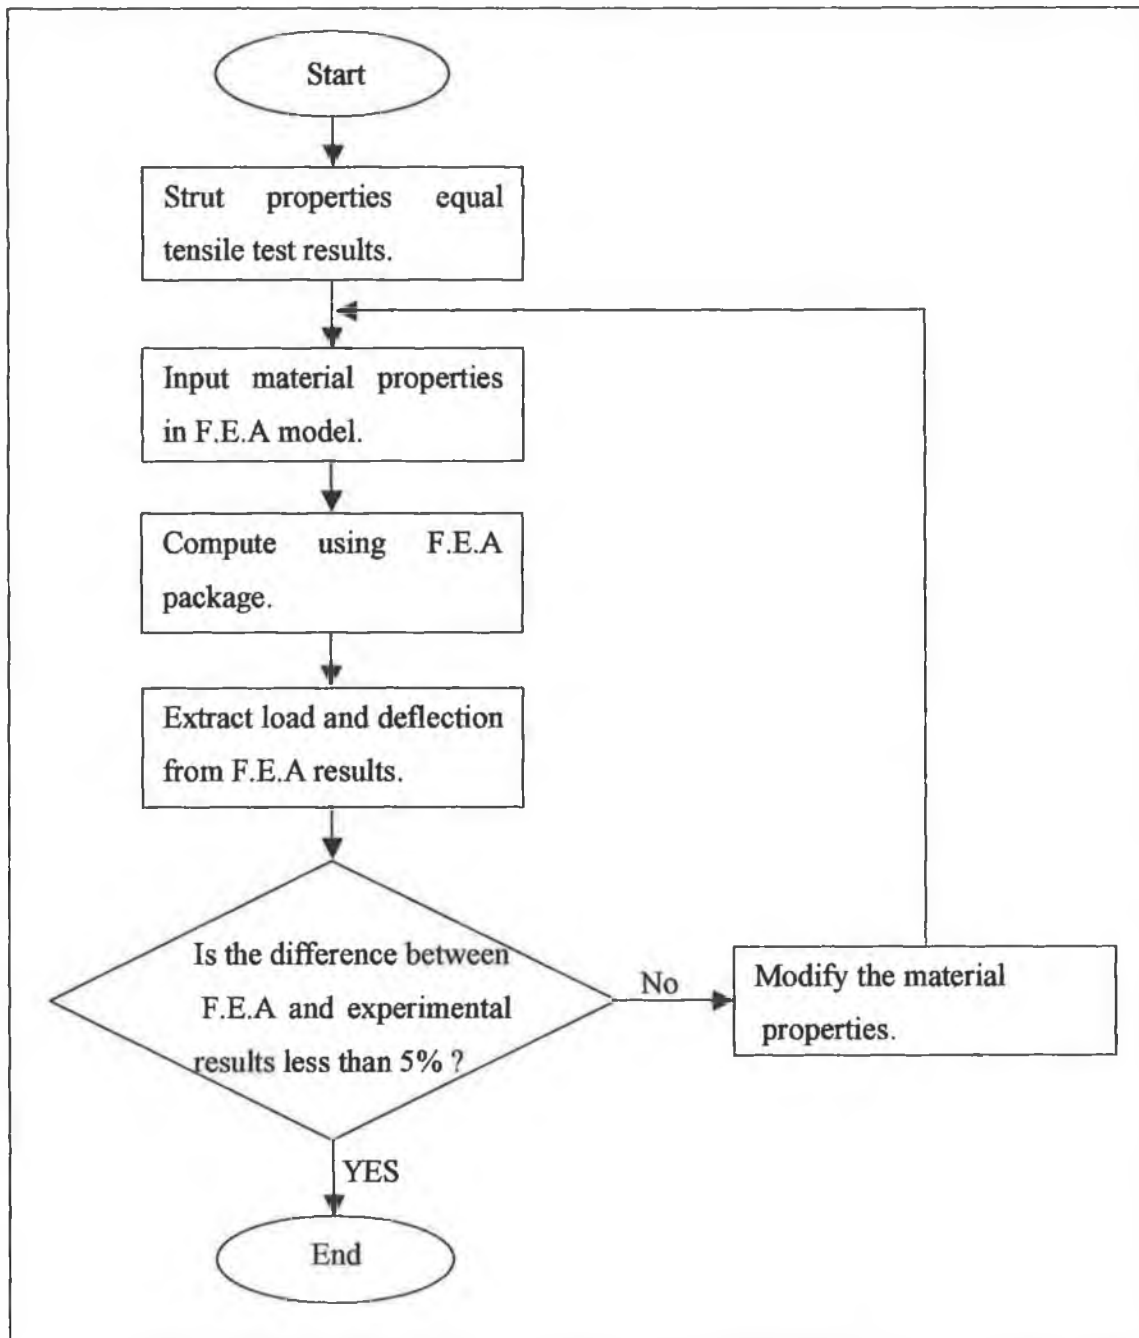 Start
Strut properties equal
tensile test results.
Input material properties
in F.E.A model.
Compute using F.E.A
package.
Extract load and deflection
from F.E.A results.
Is the difference between
F.E.A and experimental
results less than 5% ?
No
Modify the material
properties.
YES
End